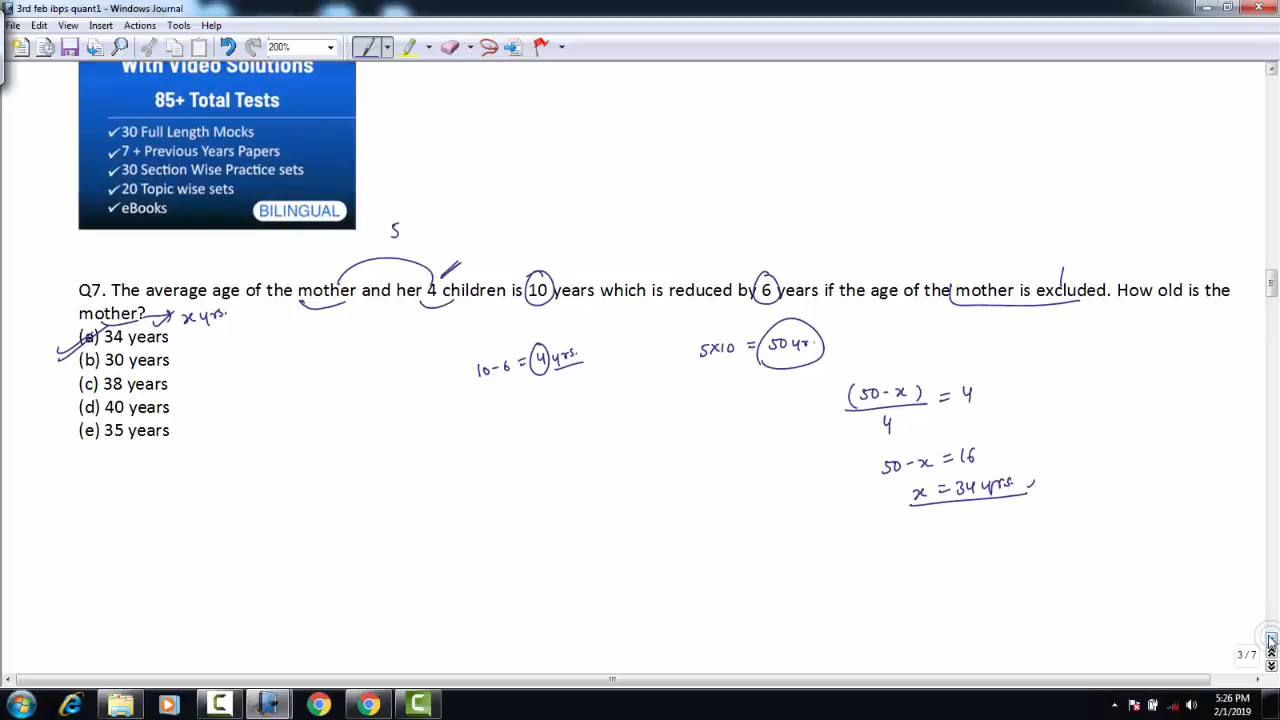 3rd feb ibps quant1 - Windows Journal
File Edit View Insert Actions Tools Help
200%
With Video Solutions
85+ Total Tests
✓30 Full Length Mocks
✓7 + Previous Years Papers
✓30 Section Wise Practice sets
✓20 Topic wise sets
✓eBooks
BILINGUAL
5
Q7. The average age of the mother and her 4 children is 10 years which is reduced by 6 years if the age of the mother is excluded. How old is the
mother? → x yrs.
(a) 34 years
(b) 30 years
(c) 38 years
(d) 40 years
(e) 35 years
10-6 = 4 yrs.
5×10 = 50 yr.
(50-x) = 4
4
50-x = 16
x = 34 yrs.
3 / 7
5:26 PM
2/1/2019